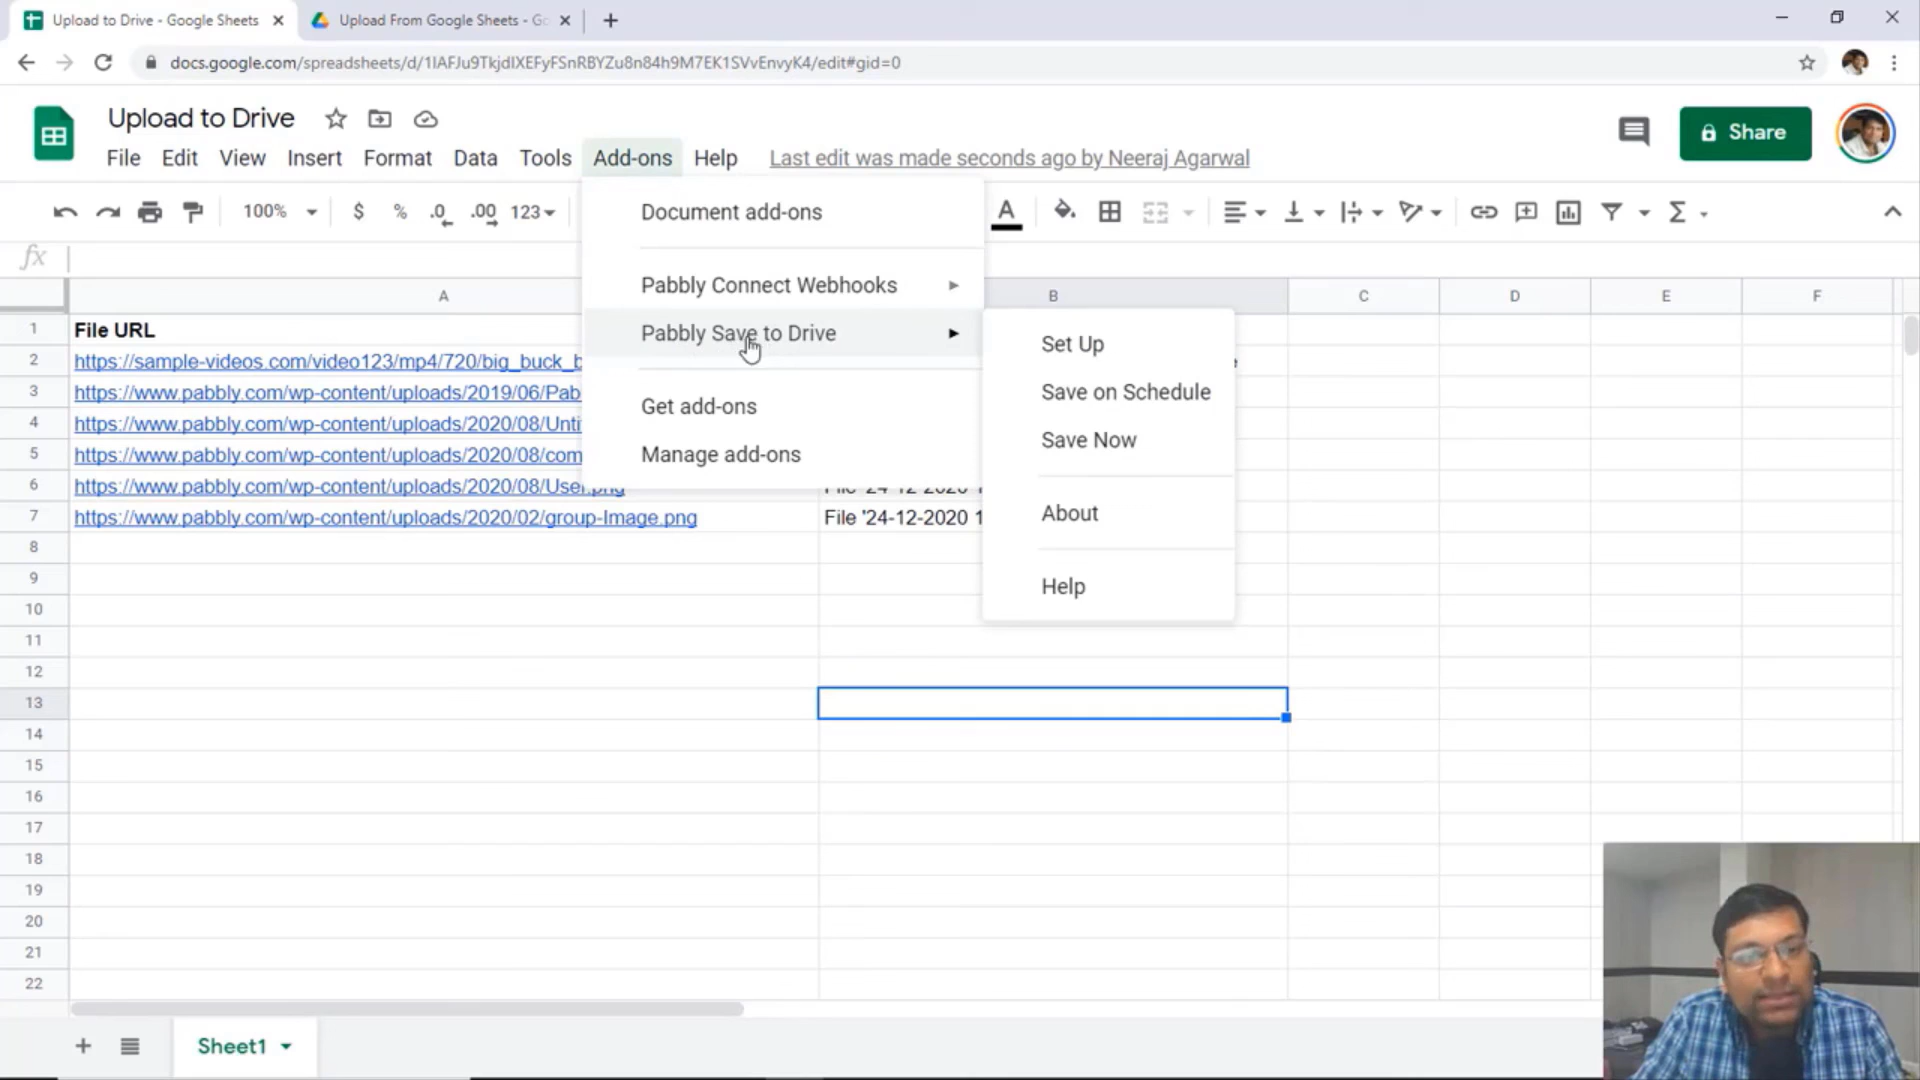 Upload to Drive - Google Sheets
Upload From Google Sheets - Go
docs.google.com/spreadsheets/d/1IAFJu9TkjdIXEFyFSnRBYZu8n84h9M7EK1SVvEnvyK4/edit#gid=0
Upload to Drive
Share
File Edit View Insert Format Data Tools Add-ons Help Last edit was made seconds ago by Neeraj Agarwal
100% $ % .0 .00 123 A
Document add-ons
fx
Pabbly Connect Webhooks
A B C D E F
Pabbly Save to Drive
Set Up
Save on Schedule
Save Now
About
Help
Get add-ons
Manage add-ons
1 File URL
2 https://sample-videos.com/video123/mp4/720/big_buck_b
3 https://www.pabbly.com/wp-content/uploads/2019/06/Pab
4 https://www.pabbly.com/wp-content/uploads/2020/08/Unti
5 https://www.pabbly.com/wp-content/uploads/2020/08/com
6 https://www.pabbly.com/wp-content/uploads/2020/08/User.png File '24-12-2020 1
7 https://www.pabbly.com/wp-content/uploads/2020/02/group-Image.png File '24-12-2020 1
8
9
10
11
12
13
14
15
16
17
18
19
20
21
22
Sheet1